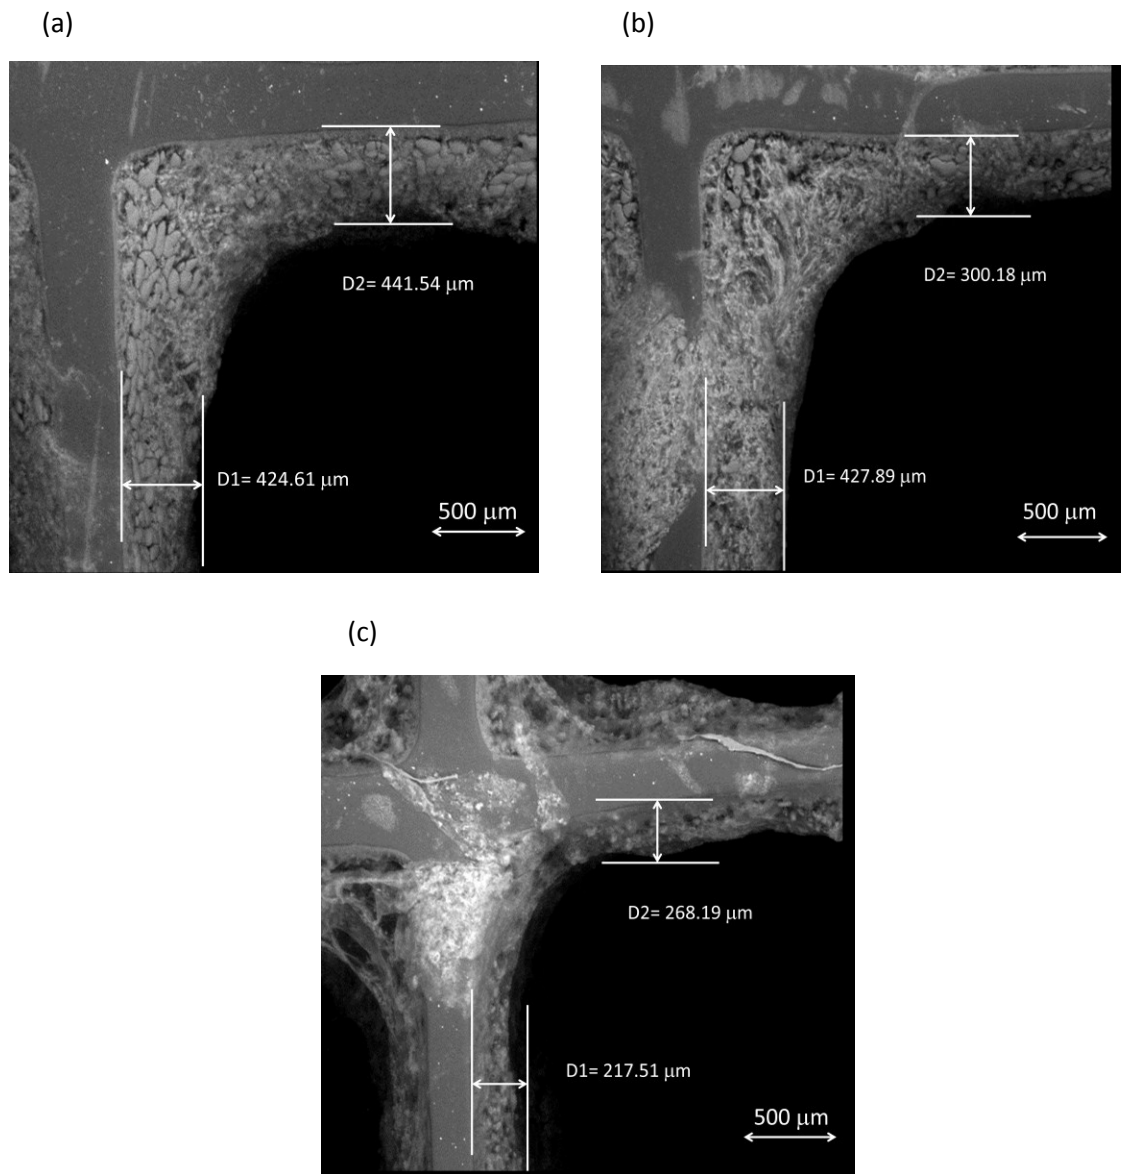 (a)
(b)
D2= 441.54 μm
D1= 424.61 μm
500 μm
D2= 300.18 μm
D1= 427.89 μm
500 μm
(c)
D2= 268.19 μm
D1= 217.51 μm
500 μm